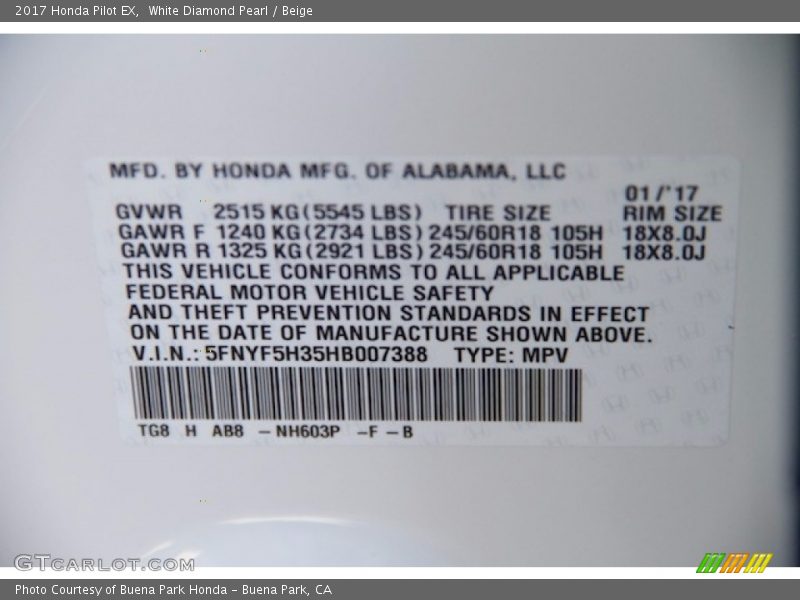 2017 Honda Pilot EX,  White Diamond Pearl / Beige
MFD. BY HONDA MFG. OF ALABAMA, LLC
01/'17
GVWR 2515 KG (5545 LBS) TIRE SIZE RIM SIZE
GAWR F 1240 KG (2734 LBS) 245/60R18 105H 18X8.0J
GAWR R 1325 KG (2921 LBS) 245/60R18 105H 18X8.0J
THIS VEHICLE CONFORMS TO ALL APPLICABLE
FEDERAL MOTOR VEHICLE SAFETY
AND THEFT PREVENTION STANDARDS IN EFFECT
ON THE DATE OF MANUFACTURE SHOWN ABOVE.
V.I.N.: 5FNYF5H35HB007388 TYPE: MPV
TG8 H AB8 -NH603P -F-B
GTCARLOT.COM
Photo Courtesy of Buena Park Honda - Buena Park, CA